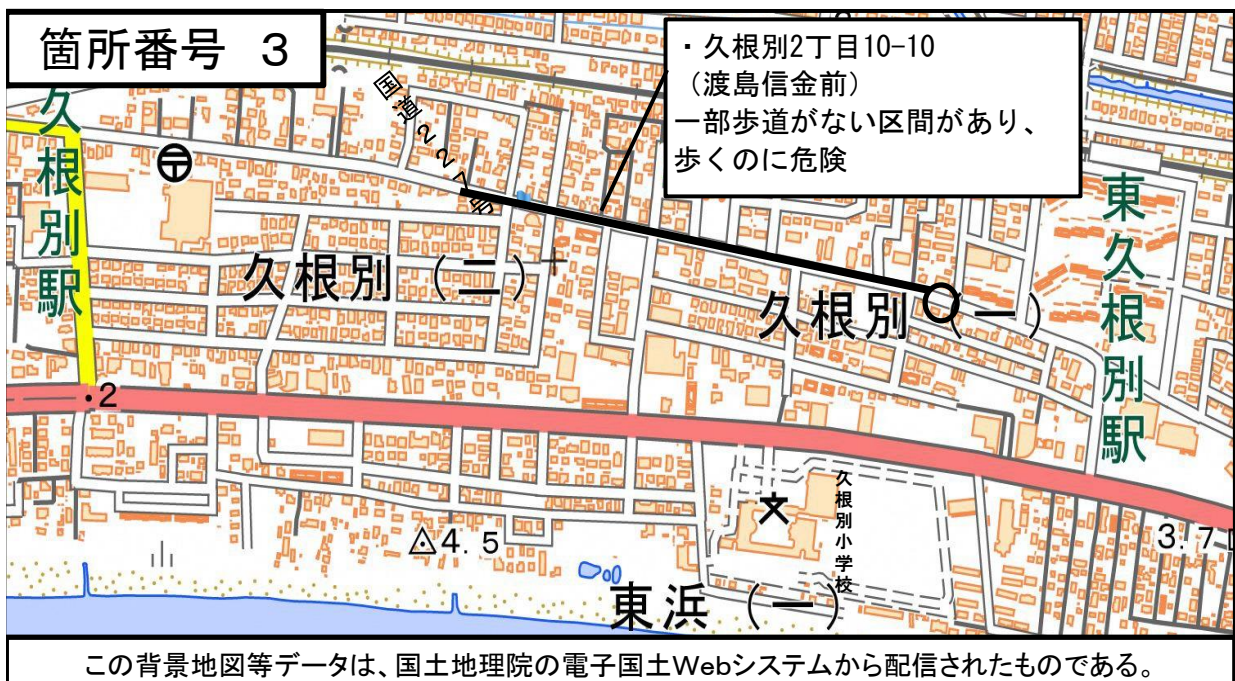 箇所番号 3
・久根別2丁目10-10
(渡島信金前)
一部歩道がない区間があり、
歩くのに危険
国道227号
久根別駅
久根別(二)
久根別(一)
東久根別駅
・2
久根別小学校
4.5
3.7
東浜(一)
この背景地図等データは、国土地理院の電子国土Webシステムから配信されたものである。